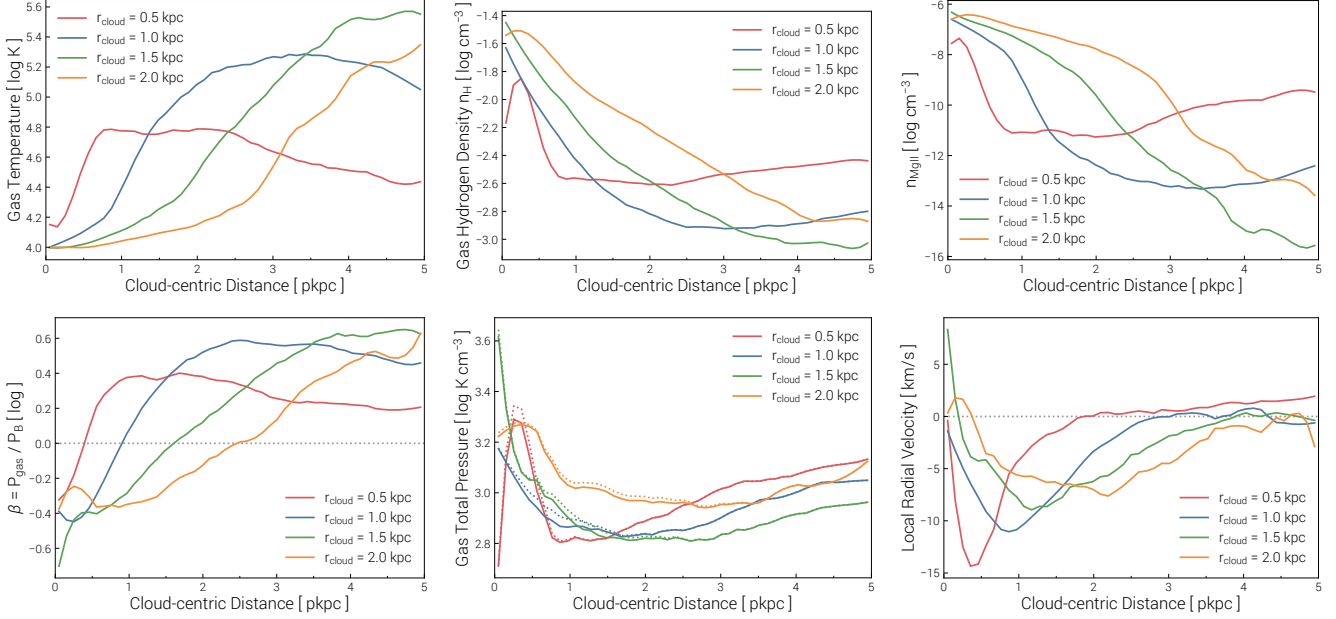 Gas Temperature [ log K ]
5.6
5.4
5.2
5.0
4.8
4.6
4.4
4.2
4.0
r_cloud = 0.5 kpc
r_cloud = 1.0 kpc
r_cloud = 1.5 kpc
r_cloud = 2.0 kpc
0 1 2 3 4 5
Cloud-centric Distance [ pkpc ]
Gas Hydrogen Density n_H [ log cm⁻³ ]
−1.4
−1.6
−1.8
−2.0
−2.2
−2.4
−2.6
−2.8
−3.0
r_cloud = 0.5 kpc
r_cloud = 1.0 kpc
r_cloud = 1.5 kpc
r_cloud = 2.0 kpc
0 1 2 3 4 5
Cloud-centric Distance [ pkpc ]
n_MgII [ log cm⁻³ ]
−6
−8
−10
−12
−14
−16
r_cloud = 0.5 kpc
r_cloud = 1.0 kpc
r_cloud = 1.5 kpc
r_cloud = 2.0 kpc
0 1 2 3 4 5
Cloud-centric Distance [ pkpc ]
β = P_gas / P_B [ log ]
0.6
0.4
0.2
0.0
−0.2
−0.4
−0.6
r_cloud = 0.5 kpc
r_cloud = 1.0 kpc
r_cloud = 1.5 kpc
r_cloud = 2.0 kpc
0 1 2 3 4 5
Cloud-centric Distance [ pkpc ]
Gas Total Pressure [ log K cm⁻³ ]
3.6
3.4
3.2
3.0
2.8
r_cloud = 0.5 kpc
r_cloud = 1.0 kpc
r_cloud = 1.5 kpc
r_cloud = 2.0 kpc
0 1 2 3 4 5
Cloud-centric Distance [ pkpc ]
Local Radial Velocity [ km/s ]
5
0
−5
−10
−15
r_cloud = 0.5 kpc
r_cloud = 1.0 kpc
r_cloud = 1.5 kpc
r_cloud = 2.0 kpc
0 1 2 3 4 5
Cloud-centric Distance [ pkpc ]